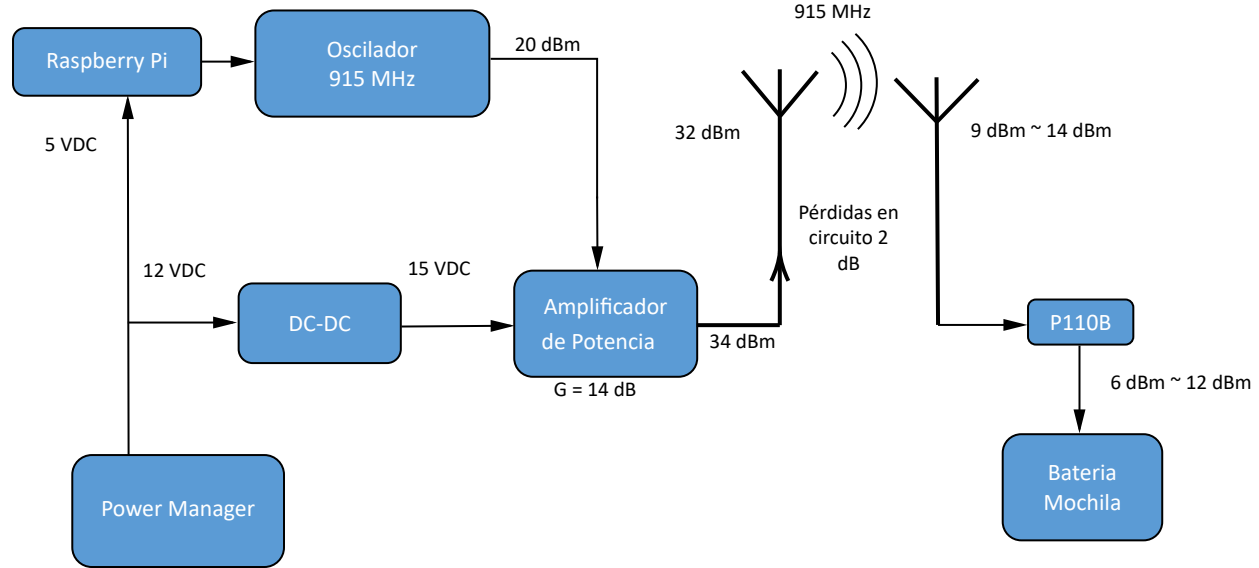 915 MHz
Raspberry Pi
Oscilador
915 MHz
20 dBm
5 VDC
32 dBm
9 dBm ~ 14 dBm
Pérdidas en
circuito 2
dB
12 VDC
15 VDC
DC-DC
Amplificador
de Potencia
34 dBm
G = 14 dB
P110B
6 dBm ~ 12 dBm
Power Manager
Bateria
Mochila